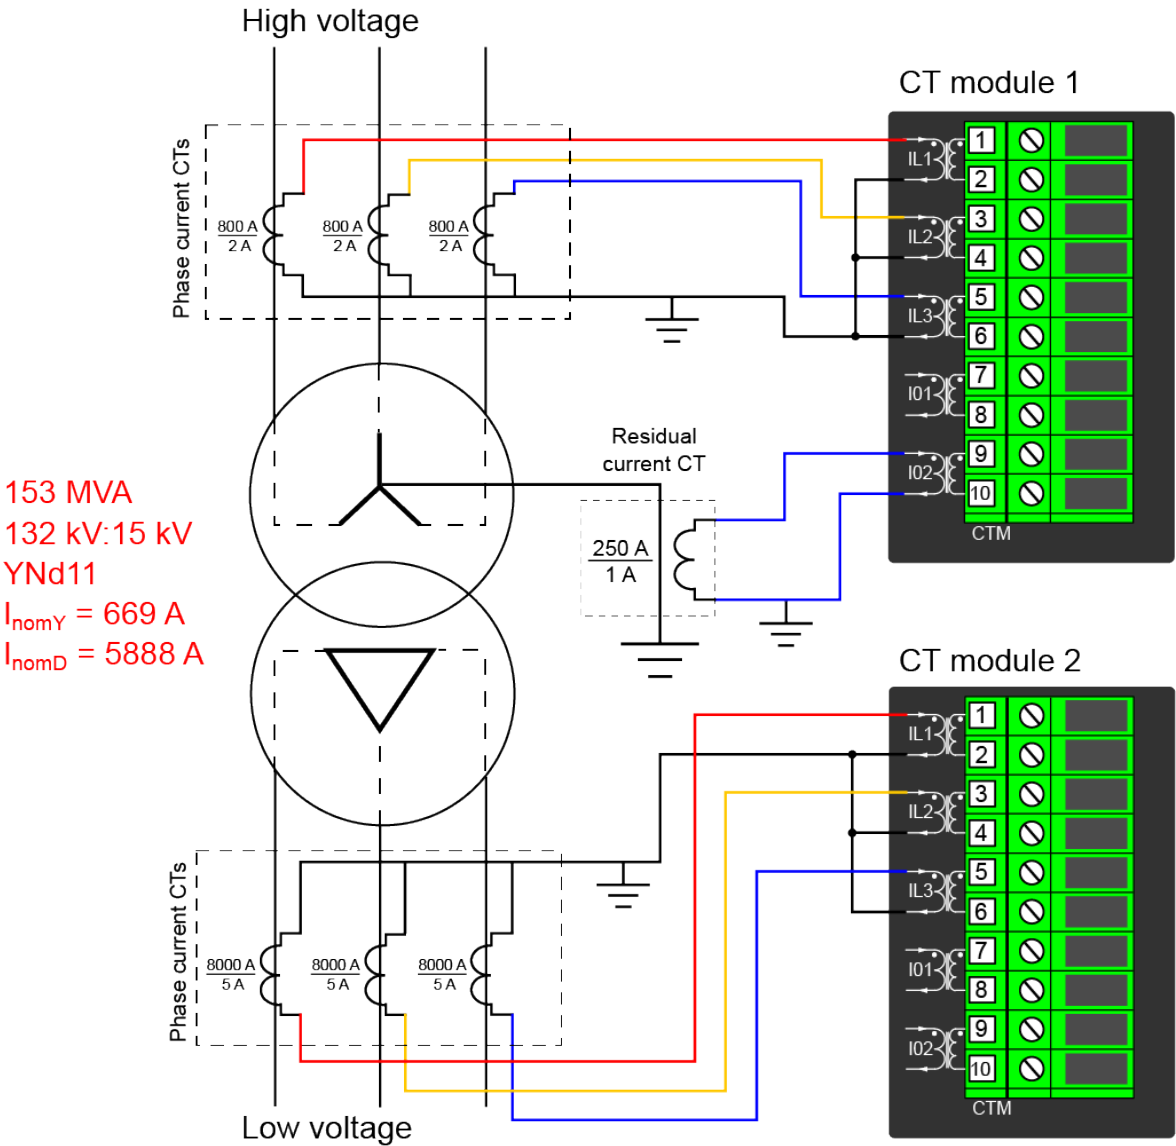 High voltage
CT module 1
Phase current CTs
800 A
2 A
800 A
2 A
800 A
2 A
IL1
1
2
IL2
3
4
IL3
5
6
I01
7
8
I02
9
10
CTM
Residual
current CT
250 A
1 A
153 MVA
132 kV:15 kV
YNd11
InomY = 669 A
InomD = 5888 A
CT module 2
IL1
1
2
IL2
3
4
IL3
5
6
I01
7
8
I02
9
10
CTM
Phase current CTs
8000 A
5 A
8000 A
5 A
8000 A
5 A
Low voltage